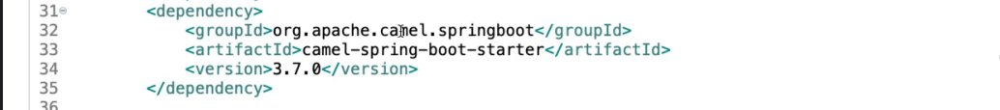 31 <dependency>
32 <groupId>org.apache.camel.springboot</groupId>
33 <artifactId>camel-spring-boot-starter</artifactId>
34 <version>3.7.0</version>
35 </dependency>
36